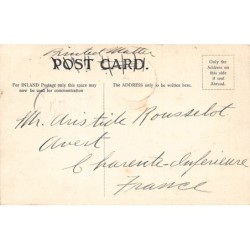 Printed Matter
POST CARD.
For INLAND Postage only this space may now be used for communication
The ADDRESS only to be written here.
Only the Address on this side if sent Abroad.
Mr. Aristide Rousselot
Avert
Charente-Inférieure
France